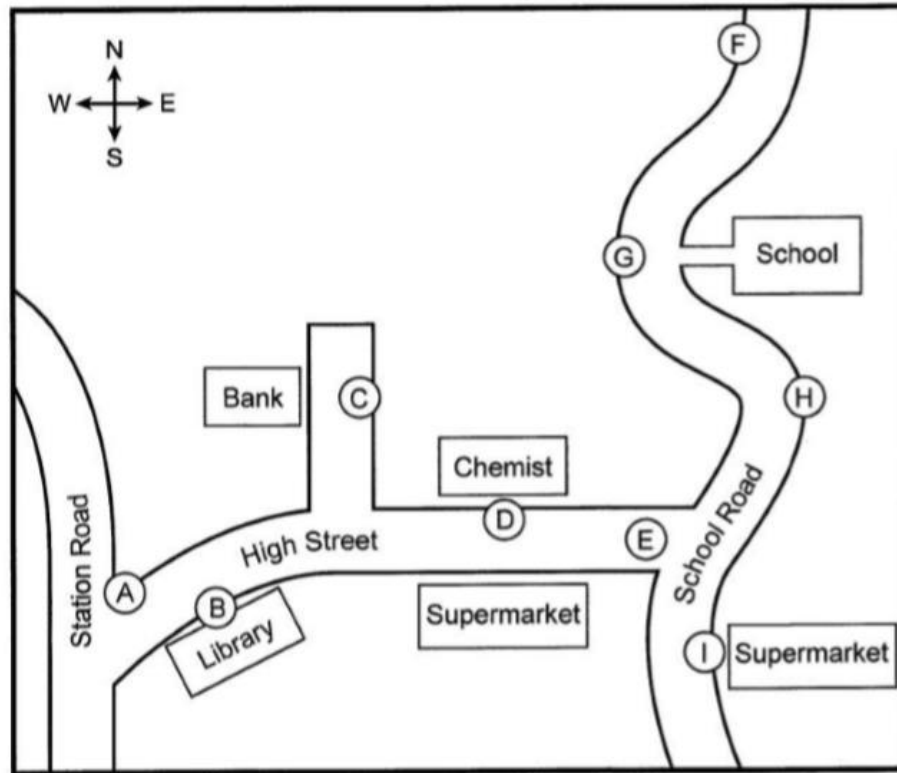 N
W E
S
F
G
School
Bank
C
H
Chemist
D
E
High Street
School Road
Station Road
A
B
Library
Supermarket
I
Supermarket